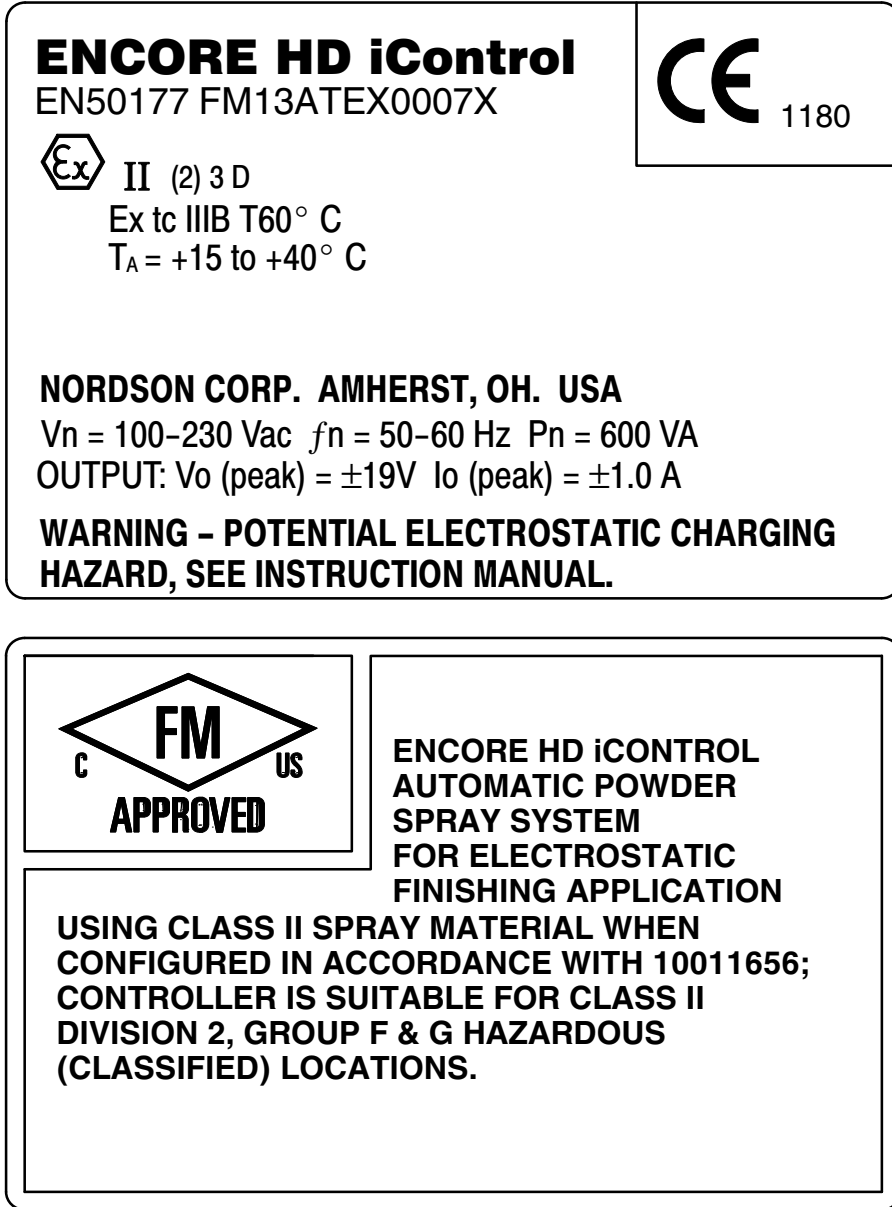 ENCORE HD iControl
EN50177 FM13ATEX0007X
CE 1180
Ex II (2) 3 D
Ex tc IIIB T60° C
TA = +15 to +40° C
NORDSON CORP. AMHERST, OH. USA
Vn = 100-230 Vac ƒn = 50-60 Hz Pn = 600 VA
OUTPUT: Vo (peak) = ±19V Io (peak) = ±1.0 A
WARNING - POTENTIAL ELECTROSTATIC CHARGING
HAZARD, SEE INSTRUCTION MANUAL.
FM
C US
APPROVED
ENCORE HD iCONTROL
AUTOMATIC POWDER
SPRAY SYSTEM
FOR ELECTROSTATIC
FINISHING APPLICATION
USING CLASS II SPRAY MATERIAL WHEN
CONFIGURED IN ACCORDANCE WITH 10011656;
CONTROLLER IS SUITABLE FOR CLASS II
DIVISION 2, GROUP F & G HAZARDOUS
(CLASSIFIED) LOCATIONS.